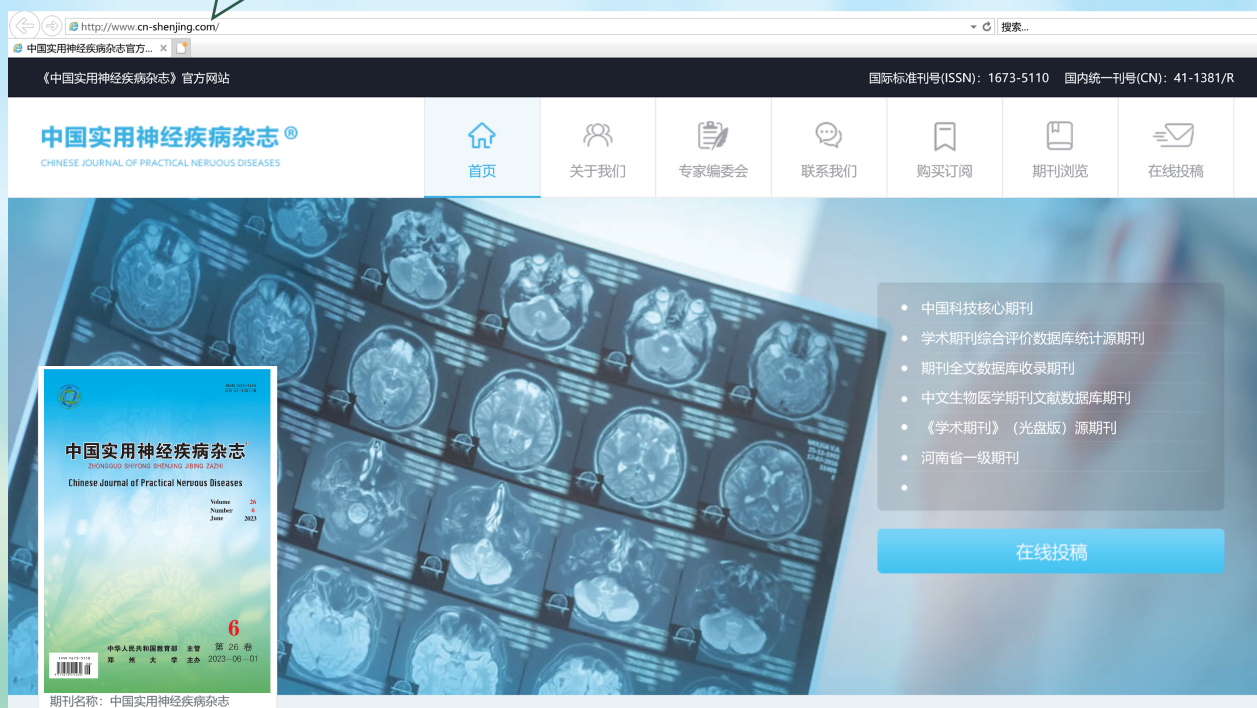 http://www.cn-shenjing.com/
搜索...
中国实用神经疾病杂志官方...
《中国实用神经疾病杂志》官方网站
国际标准刊号(ISSN)：1673-5110 国内统一刊号(CN)：41-1381/R
中国实用神经疾病杂志®
CHINESE JOURNAL OF PRACTICAL NERUOUS DISEASES
首页
关于我们
专家编委会
联系我们
购买订阅
期刊浏览
在线投稿
中国科技核心期刊
学术期刊综合评价数据库统计源期刊
期刊全文数据库收录期刊
中文生物医学期刊文献数据库期刊
《学术期刊》（光盘版）源期刊
河南省一级期刊
在线投稿
ISSN 1673-5110
CN 41-1381/R
中国实用神经疾病杂志
ZHONGGUO SHIYONG SHENJING JIBING ZAZHI
Chinese Journal of Practical Nervous Diseases
Volume 26
Number 6
June 2023
6
中华人民共和国教育部 主管 第 26 卷
郑州大学 主办 2023-06-01
ISSN 1673-5110
期刊名称：中国实用神经疾病杂志